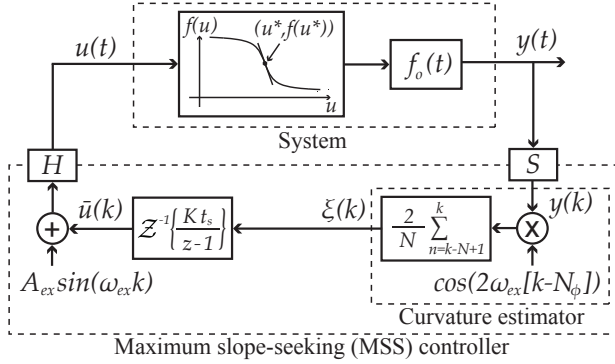 u(t)
f(u)
(u*,f(u*))
u
f_o(t)
y(t)
System
H
S
ū(k)
Z⁻¹{Kt_s/(z-1)}
ξ(k)
2/N ∑_{n=k-N+1}^{k}
y(k)
+
X
A_ex sin(ω_ex k)
cos(2ω_ex[k-N_ϕ])
Curvature estimator
Maximum slope-seeking (MSS) controller